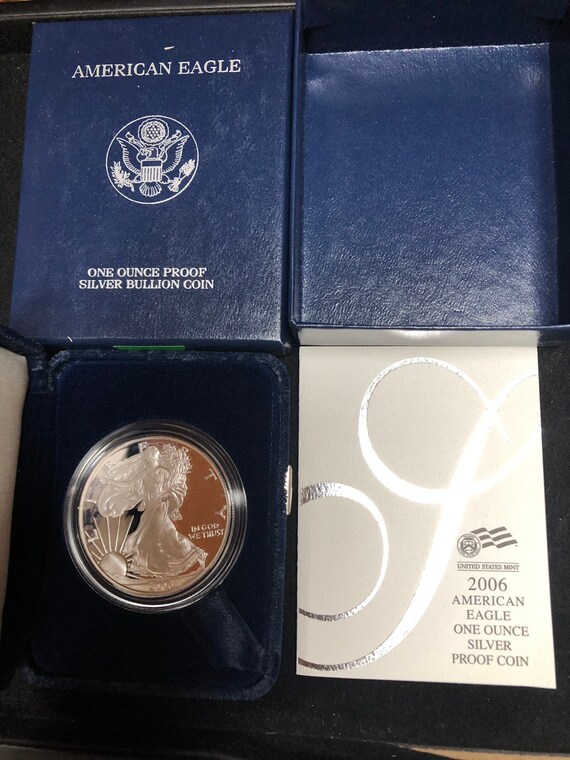 AMERICAN EAGLE
ONE OUNCE PROOF
SILVER BULLION COIN
TY
IN GOD
WE TRUST
UNITED STATES MINT
2006
AMERICAN
EAGLE
ONE OUNCE
SILVER
PROOF COIN